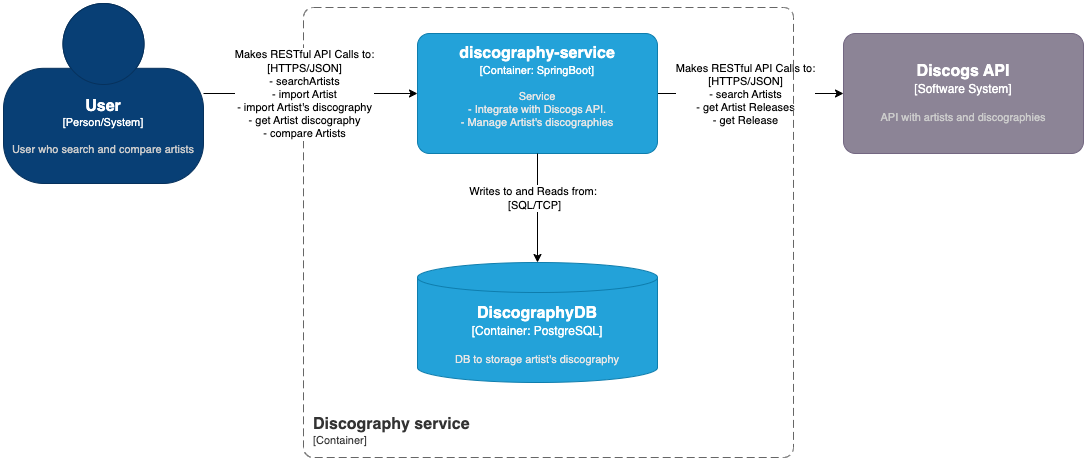 User
[Person/System]
User who search and compare artists
Makes RESTful API Calls to:
[HTTPS/JSON]
- searchArtists
- import Artist
- import Artist's discography
- get Artist discography
- compare Artists
discography-service
[Container: SpringBoot]
Service
- Integrate with Discogs API.
- Manage Artist's discographies
Makes RESTful API Calls to:
[HTTPS/JSON]
- search Artists
- get Artist Releases
- get Release
Discogs API
[Software System]
API with artists and discographies
Writes to and Reads from:
[SQL/TCP]
DiscographyDB
[Container: PostgreSQL]
DB to storage artist's discography
Discography service
[Container]